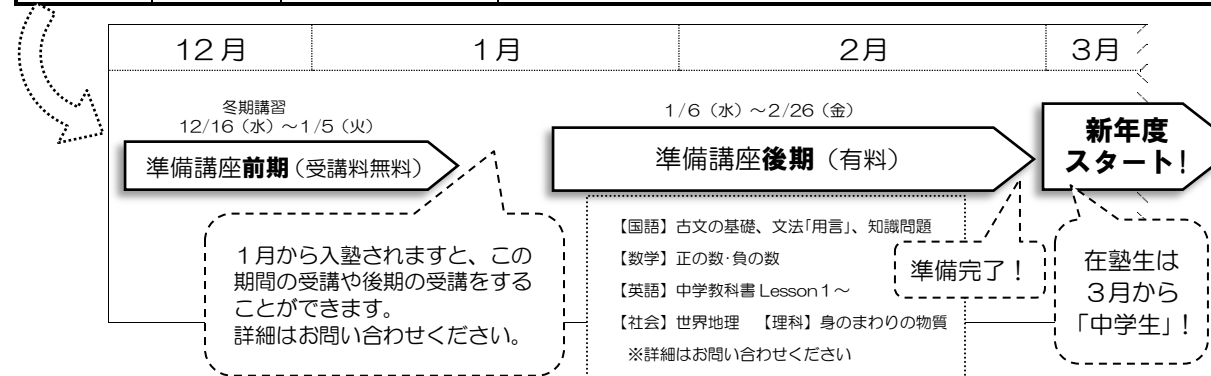 12月
1月
2月
3月
冬期講習
12/16（水）～1/5（火）
準備講座前期（受講料無料）
1/6（水）～2/26（金）
準備講座後期（有料）
新年度
スタート！
１月から入塾されますと、この
期間の受講や後期の受講をする
ことができます。
詳細はお問い合わせください。
【国語】古文の基礎、文法「用言」、知識問題
【数学】正の数・負の数
【英語】中学教科書 Lesson１～
【社会】世界地理　【理科】身のまわりの物質
※詳細はお問い合わせください
準備完了！
在塾生は
３月から
「中学生」！